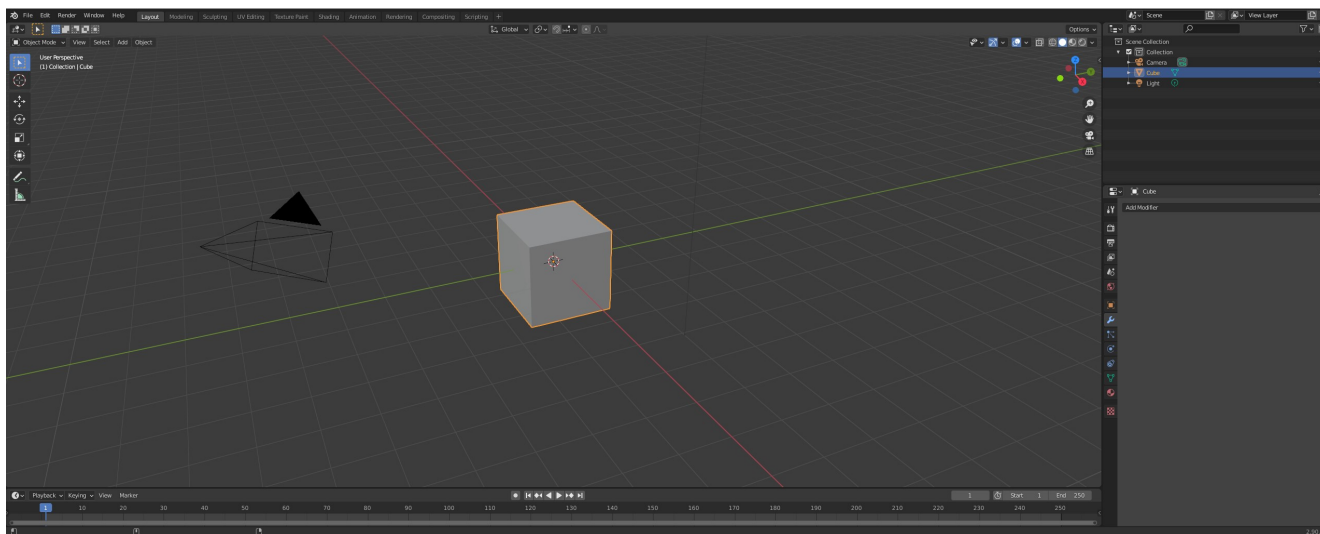 File Edit Render Window Help Layout Modeling Sculpting UV Editing Texture Paint Shading Animation Rendering Compositing Scripting + Scene View Layer
Global Options
Object Mode View Select Add Object
User Perspective
(1) Collection | Cube
Z
Scene Collection
Collection
Camera
Cube
Light
Cube
Add Modifier
Playback Keying View Marker 1 Start 1 End 250
1 10 20 30 40 50 60 70 80 90 100 110 120 130 140 150 160 170 180 190 200 210 220 230 240 250
2.90